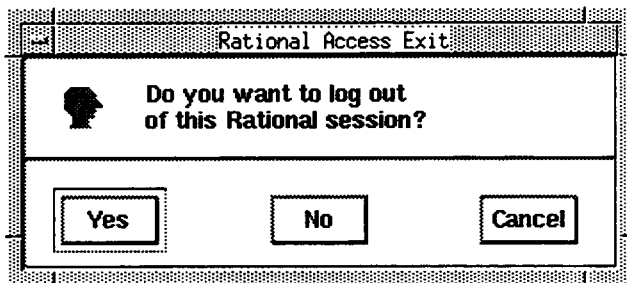 Rational Access Exit
Do you want to log out
of this Rational session?
Yes No Cancel